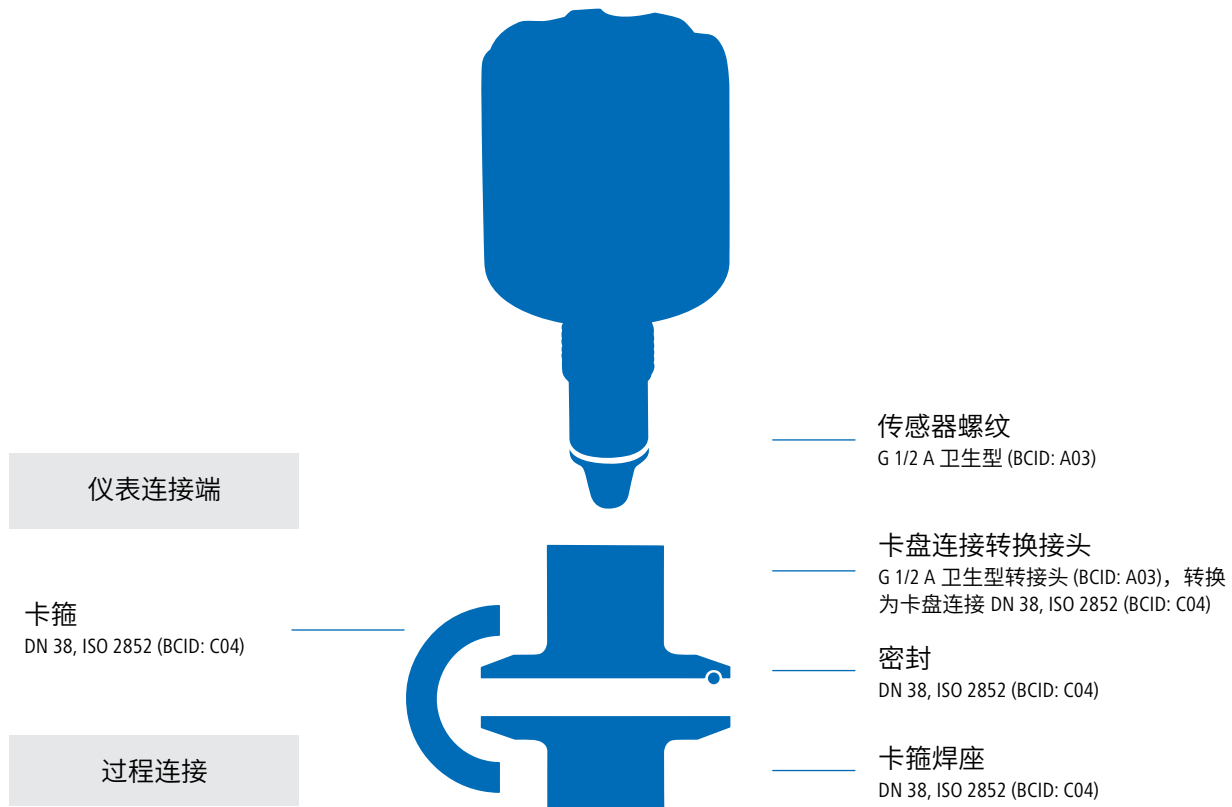 传感器螺纹
G 1/2 A 卫生型 (BCID: A03)
仪表连接端
卡盘连接转换接头
G 1/2 A 卫生型转接头 (BCID: A03)，转换
为卡盘连接 DN 38, ISO 2852 (BCID: C04)
卡箍
DN 38, ISO 2852 (BCID: C04)
密封
DN 38, ISO 2852 (BCID: C04)
过程连接
卡箍焊座
DN 38, ISO 2852 (BCID: C04)